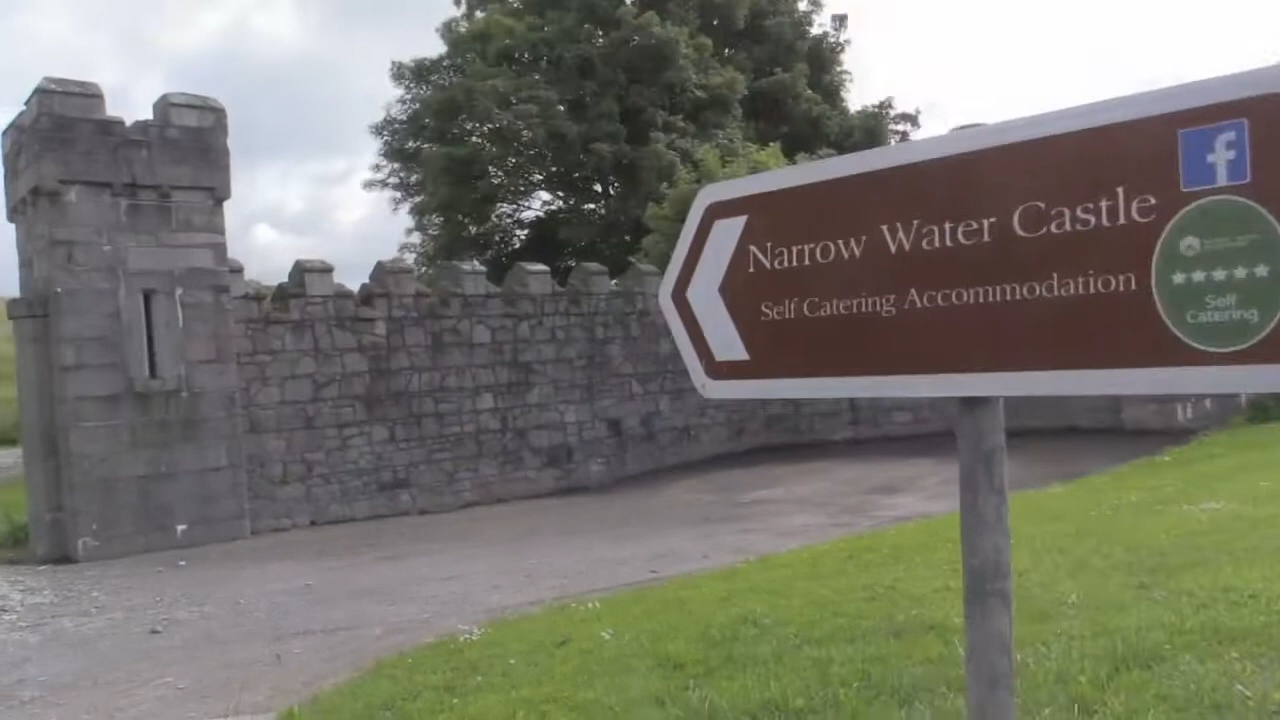 Narrow Water Castle
Self Catering Accommodation
f
★★★★★
Self
Catering